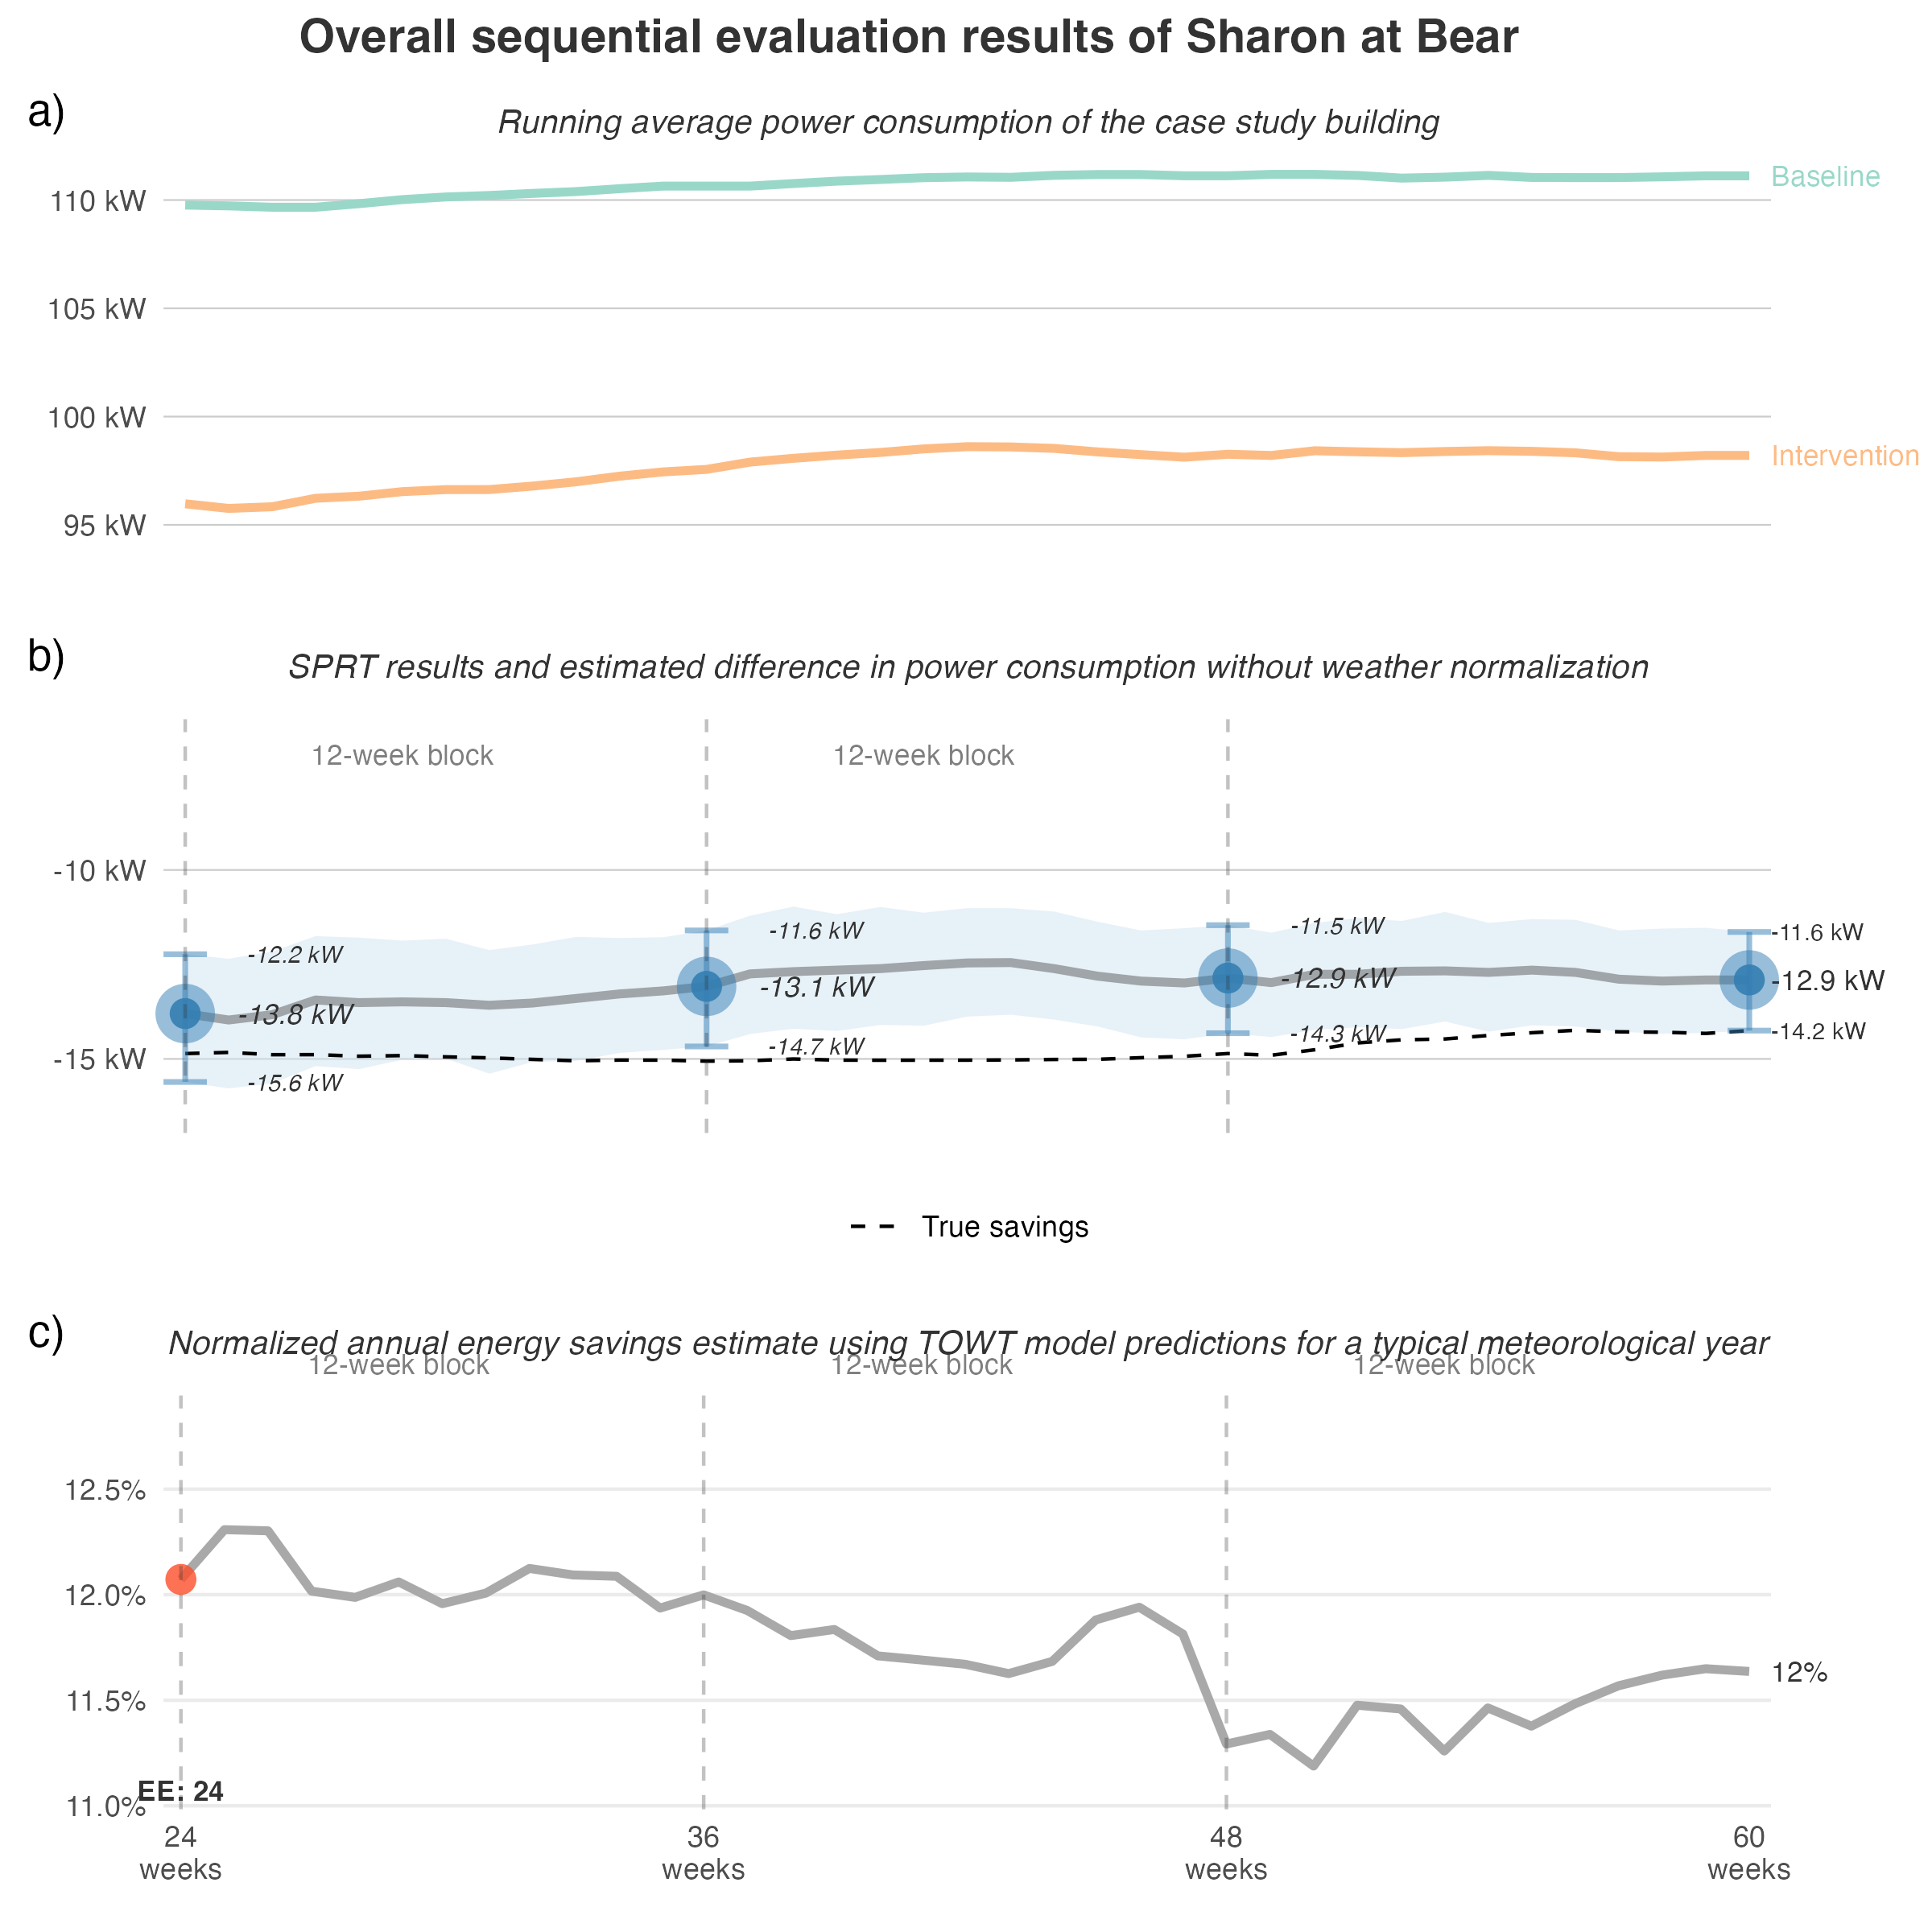 Overall sequential evaluation results of Sharon at Bear
a)
Running average power consumption of the case study building
110 kW
105 kW
100 kW
95 kW
Baseline
Intervention
b)
SPRT results and estimated difference in power consumption without weather normalization
12-week block
12-week block
-10 kW
-15 kW
-12.2 kW
-13.8 kW
-15.6 kW
-11.6 kW
-13.1 kW
-14.7 kW
-11.5 kW
-12.9 kW
-14.3 kW
-11.6 kW
-12.9 kW
-14.2 kW
True savings
c)
Normalized annual energy savings estimate using TOWT model predictions for a typical meteorological year
12-week block
12-week block
12-week block
12.5%
12.0%
11.5%
11.0%
12%
EE: 24
24
weeks
36
weeks
48
weeks
60
weeks